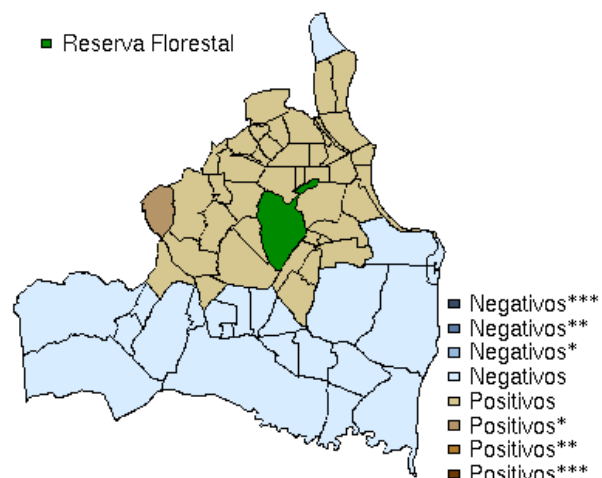 Reserva Florestal
Negativos***
Negativos**
Negativos*
Negativos
Positivos
Positivos*
Positivos**
Positivos***